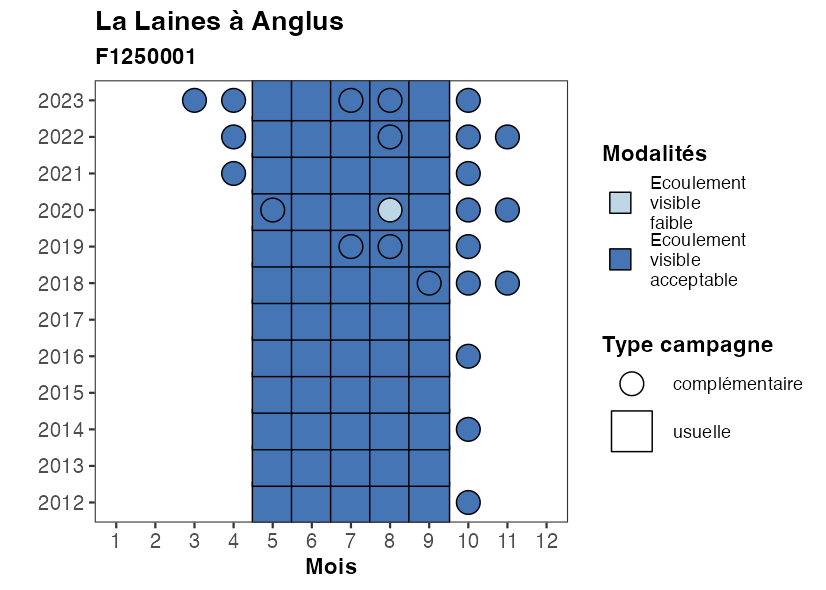 La Laines à Anglus
F1250001
2023
2022
2021
2020
2019
2018
2017
2016
2015
2014
2013
2012
1 2 3 4 5 6 7 8 9 10 11 12
Mois
Modalités
Ecoulement
visible
faible
Ecoulement
visible
acceptable
Type campagne
complémentaire
usuelle